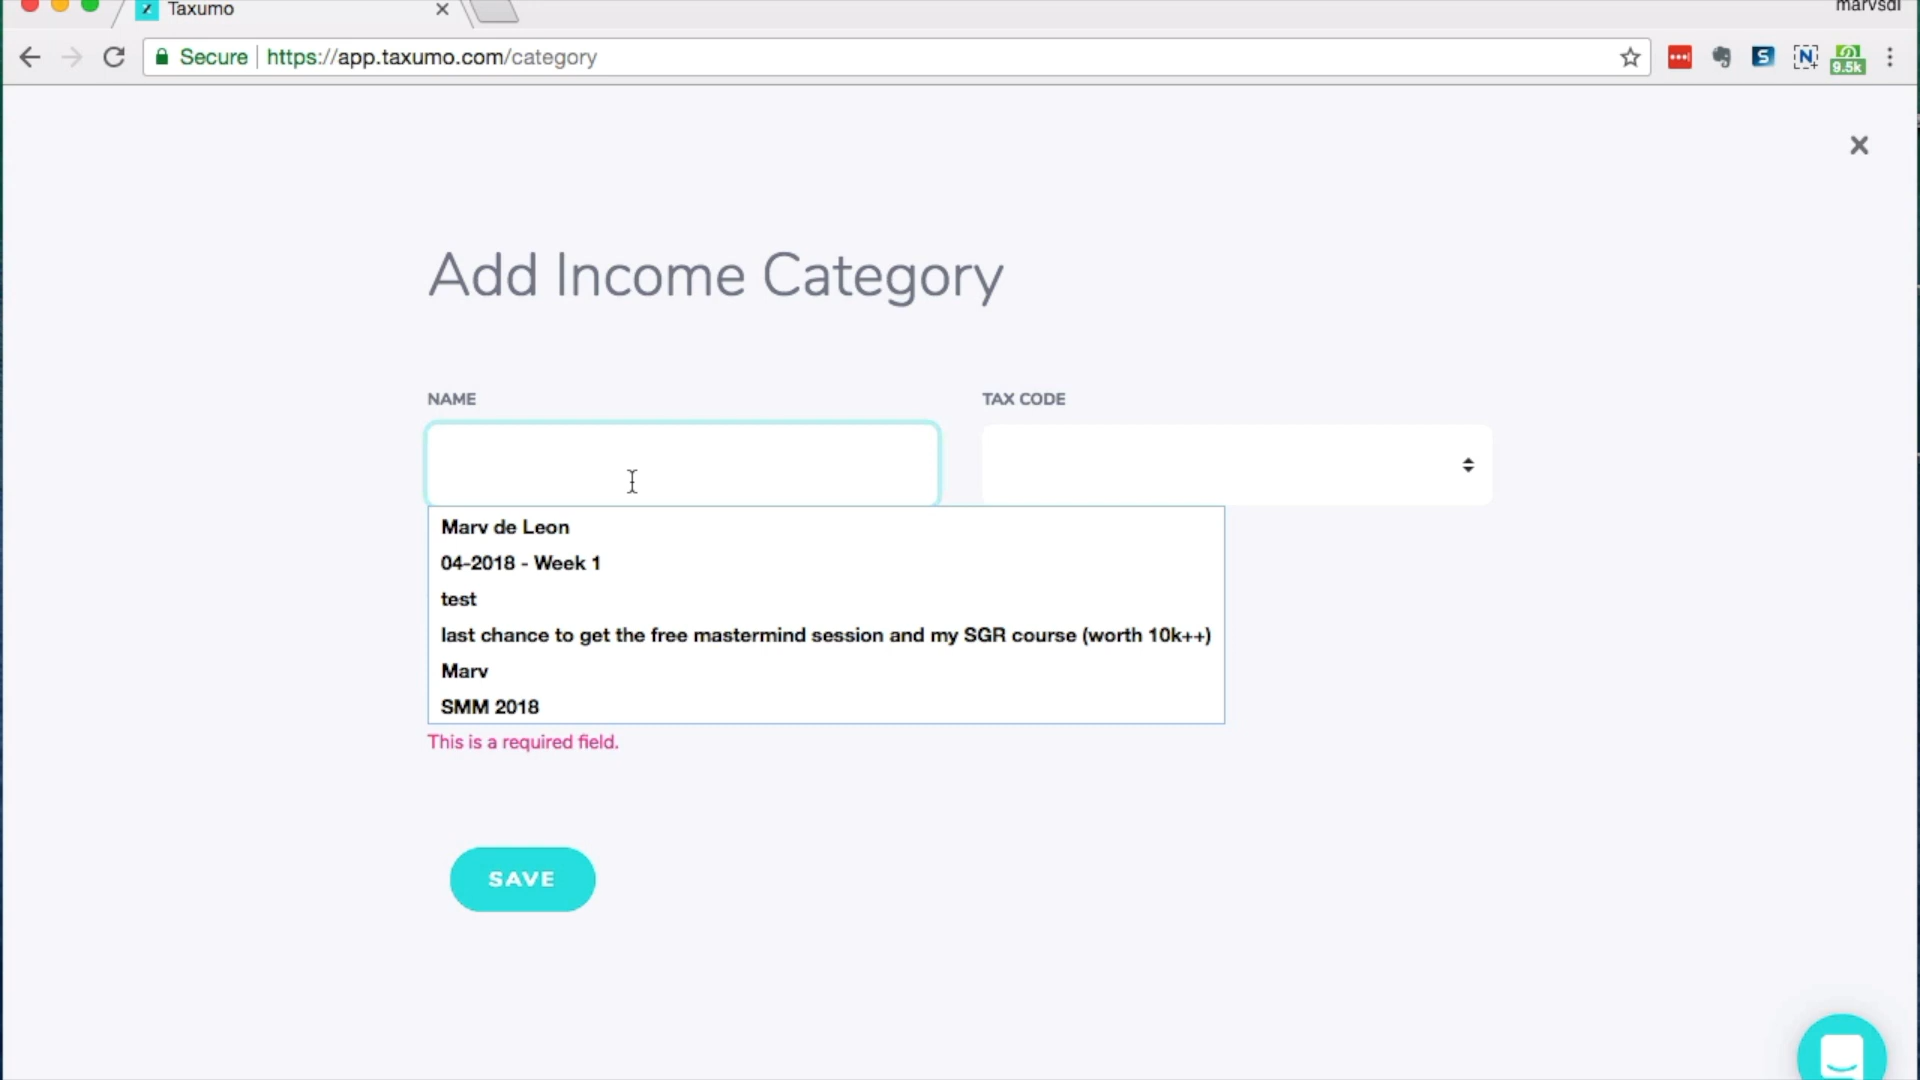 Taxumo
marvsdl
Secure
https://app.taxumo.com/category
9.5k
Add Income Category
NAME
TAX CODE
Marv de Leon
04-2018 - Week 1
test
last chance to get the free mastermind session and my SGR course (worth 10k++)
Marv
SMM 2018
This is a required field.
SAVE